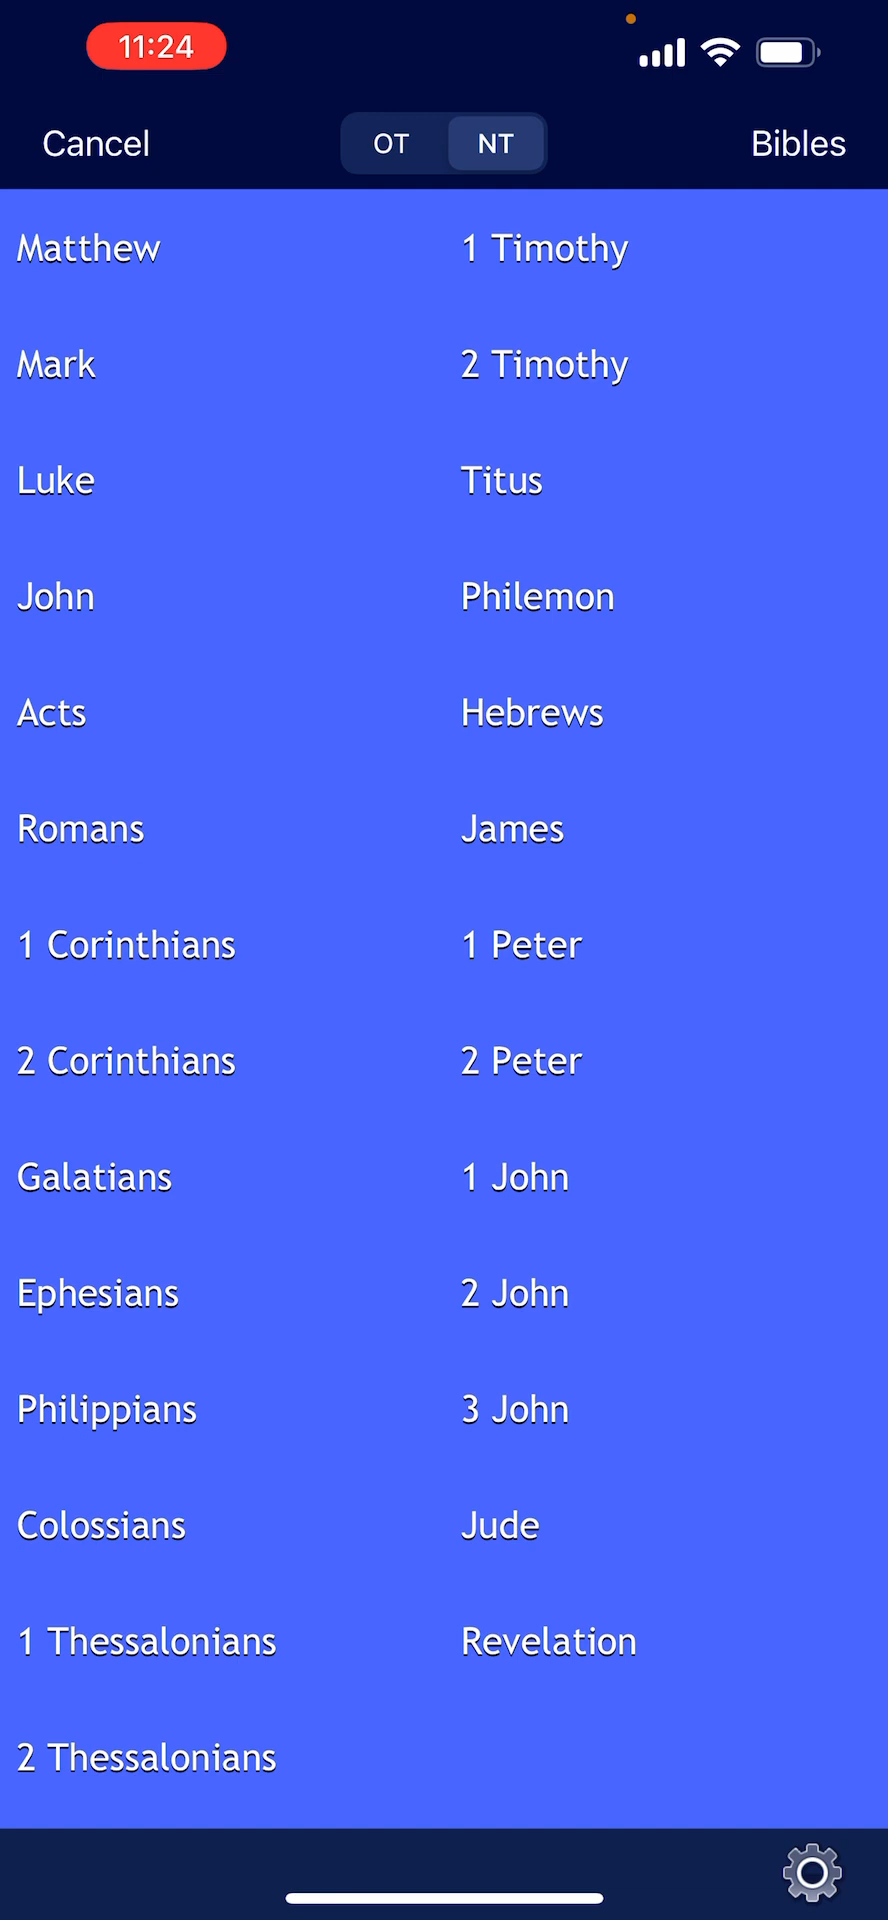 11:24
Cancel
OT
NT
Bibles
Matthew
Mark
Luke
John
Acts
Romans
1 Corinthians
2 Corinthians
Galatians
Ephesians
Philippians
Colossians
1 Thessalonians
2 Thessalonians
1 Timothy
2 Timothy
Titus
Philemon
Hebrews
James
1 Peter
2 Peter
1 John
2 John
3 John
Jude
Revelation